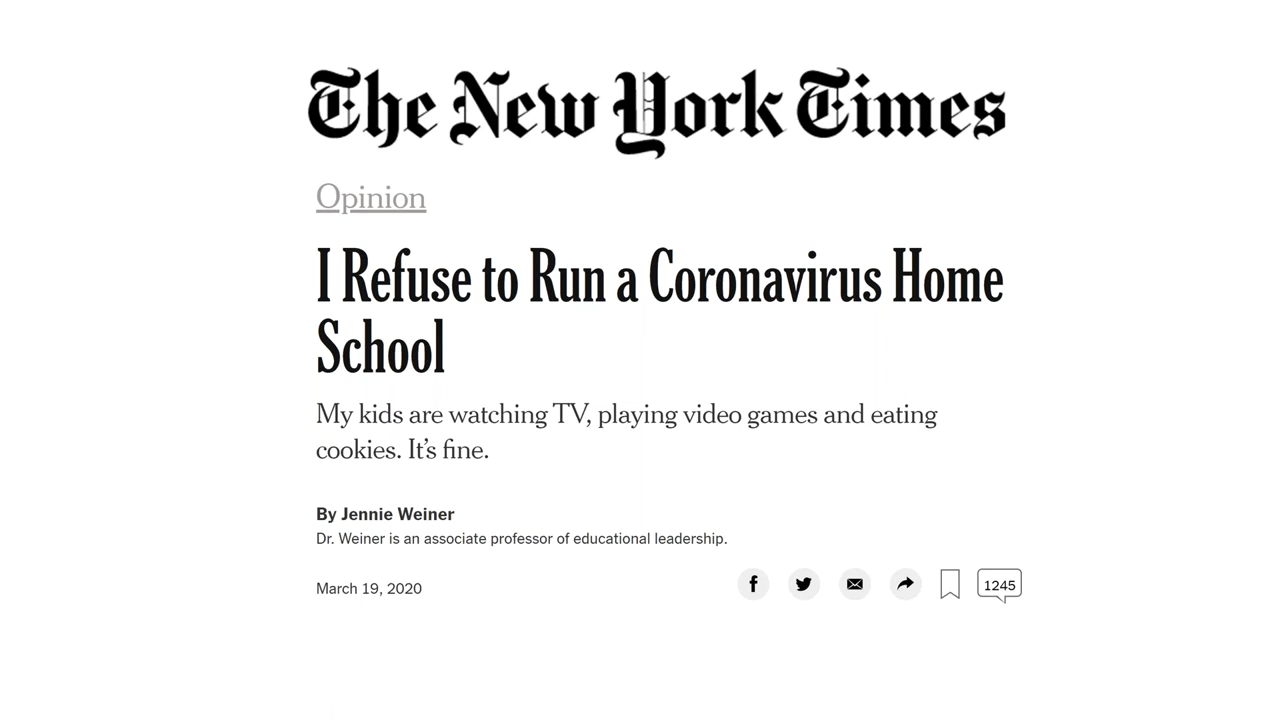 The New York Times
Opinion
I Refuse to Run a Coronavirus Home
School
My kids are watching TV, playing video games and eating
cookies. It’s fine.
By Jennie Weiner
Dr. Weiner is an associate professor of educational leadership.
March 19, 2020
1245